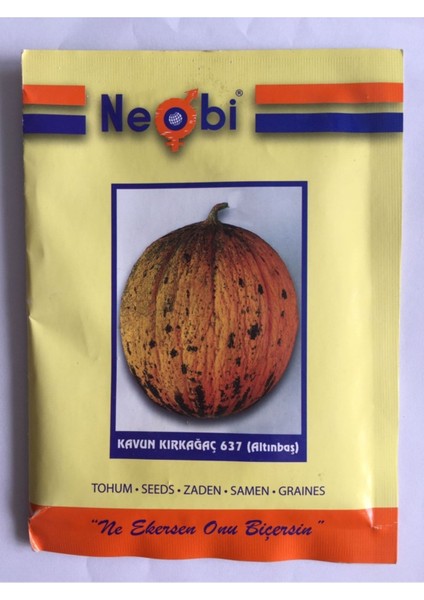 Neobi®
KAVUN KIRKAĞAÇ 637 (Altınbaş)
TOHUM • SEEDS • ZADEN • SAMEN • GRAINES
"Ne Ekersen Onu Biçersin"